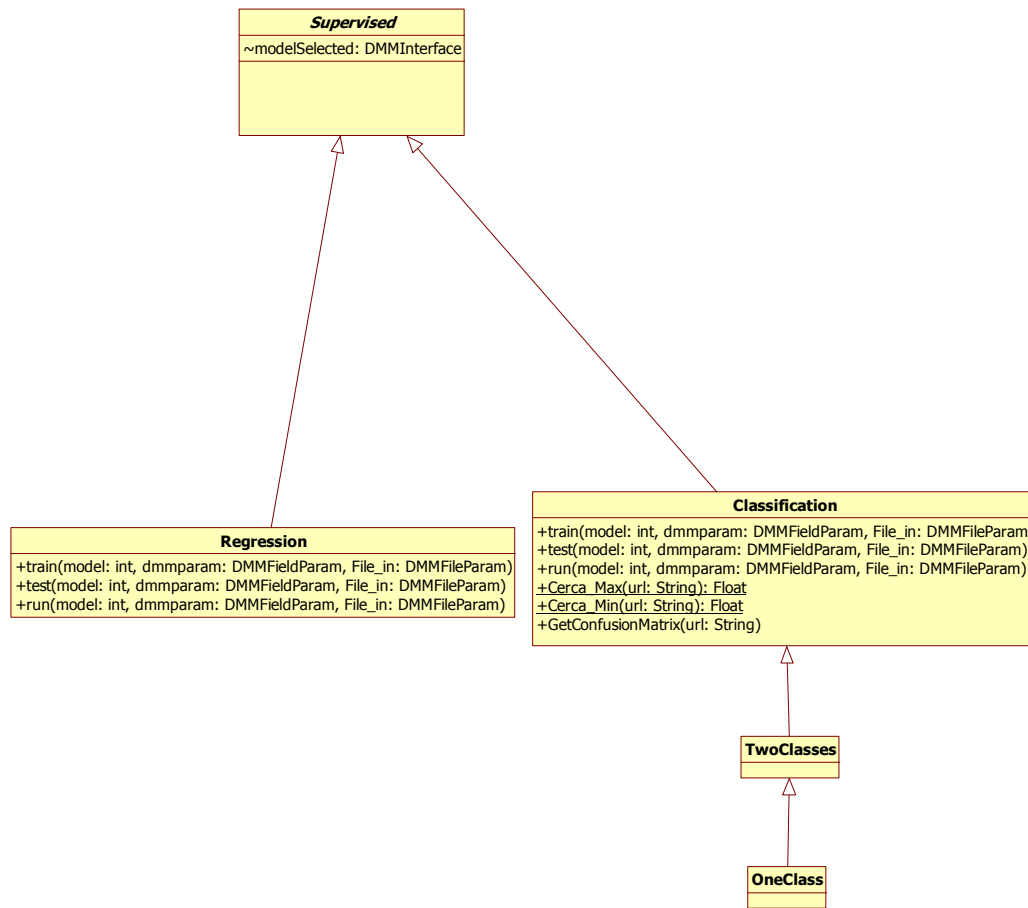 Supervised
~modelSelected: DMMInterface
Regression
+train(model: int, dmmparam: DMMFieldParam, File_in: DMMFileParam)
+test(model: int, dmmparam: DMMFieldParam, File_in: DMMFileParam)
+run(model: int, dmmparam: DMMFieldParam, File_in: DMMFileParam)
Classification
+train(model: int, dmmparam: DMMFieldParam, File_in: DMMFileParam
+test(model: int, dmmparam: DMMFieldParam, File_in: DMMFileParam)
+run(model: int, dmmparam: DMMFieldParam, File_in: DMMFileParam)
+Cerca_Max(url: String): Float
+Cerca_Min(url: String): Float
+GetConfusionMatrix(url: String)
TwoClasses
OneClass